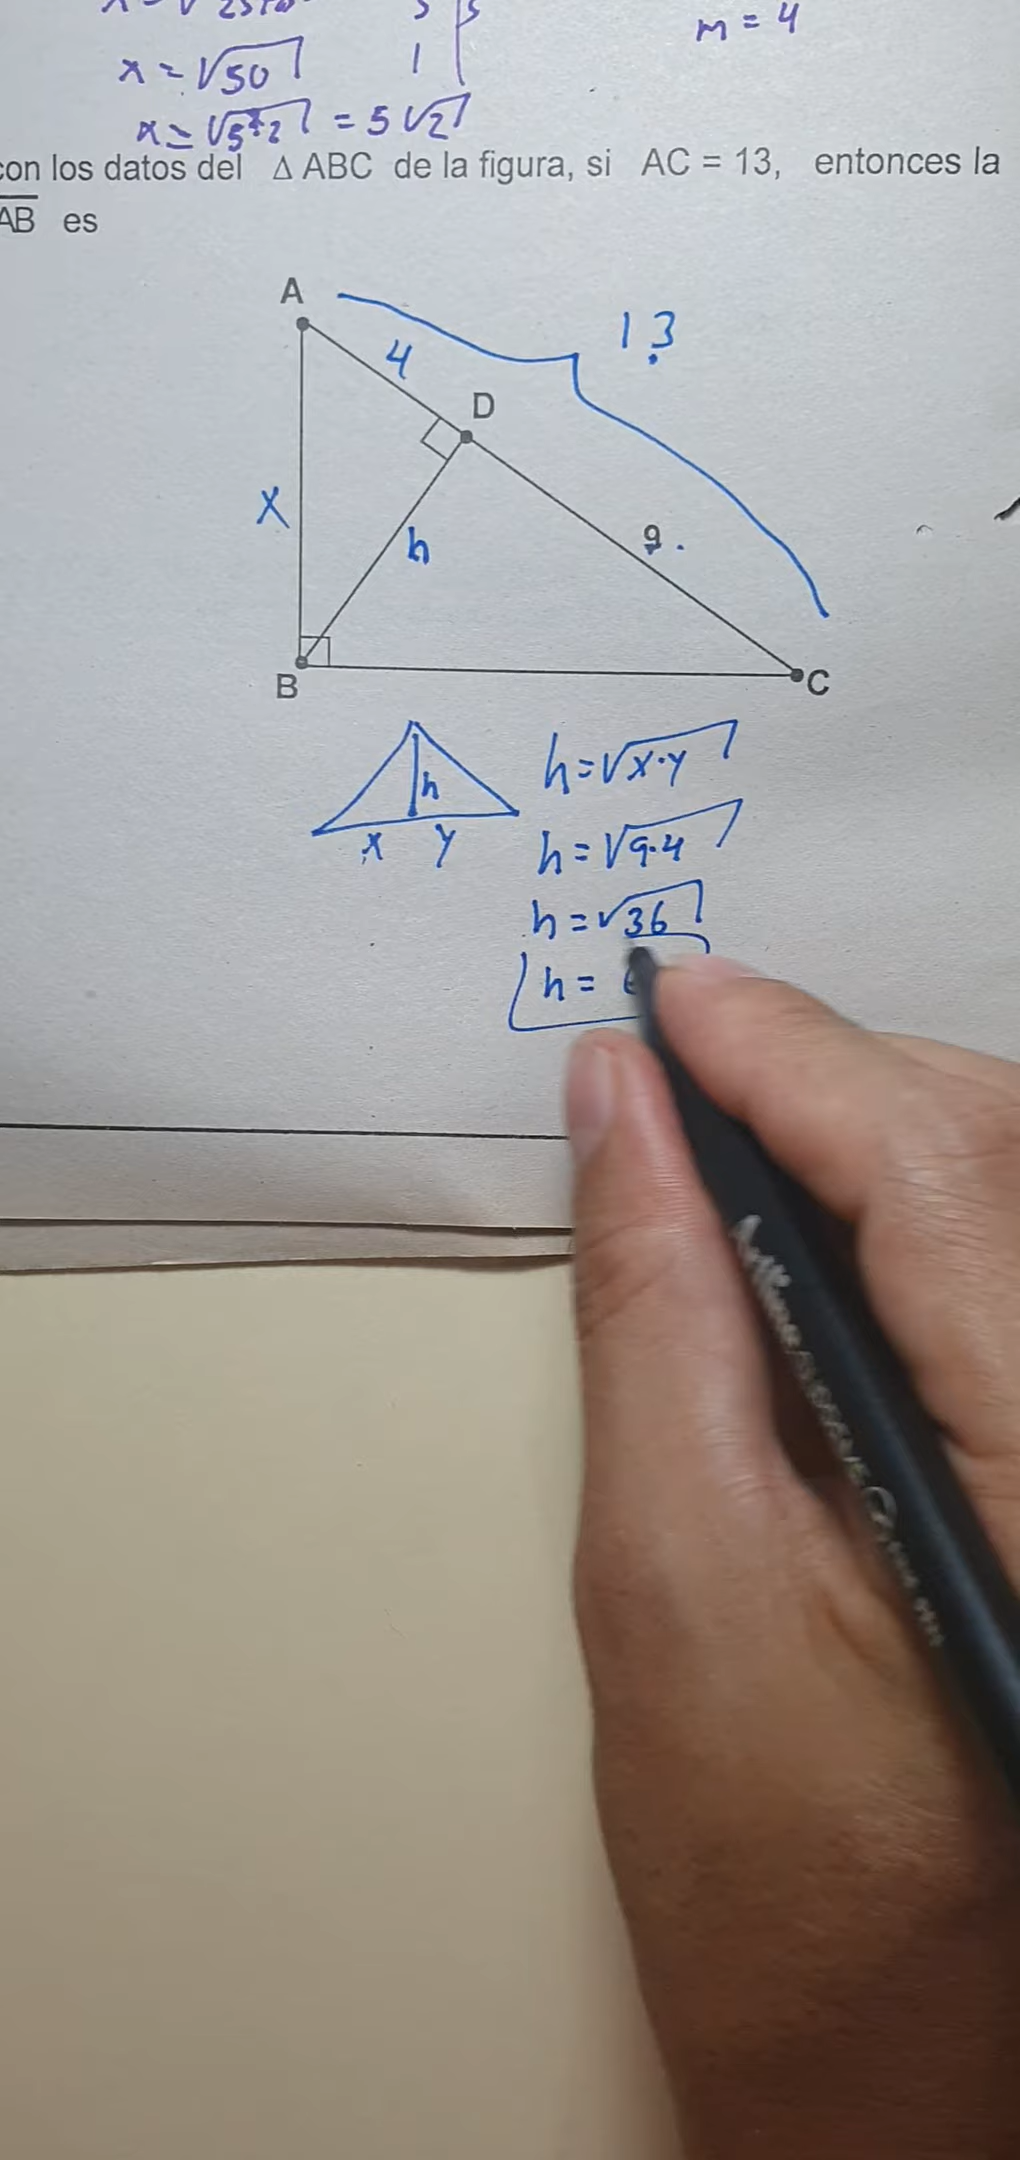 x = √50 1
x = √5²·2 = 5√2
m = 4
con los datos del △ ABC de la figura, si AC = 13, entonces la
AB es
A
13
4
D
x
h
9.
B
C
h
x y
h = √x·y
h = √9·4
h = √36
h =